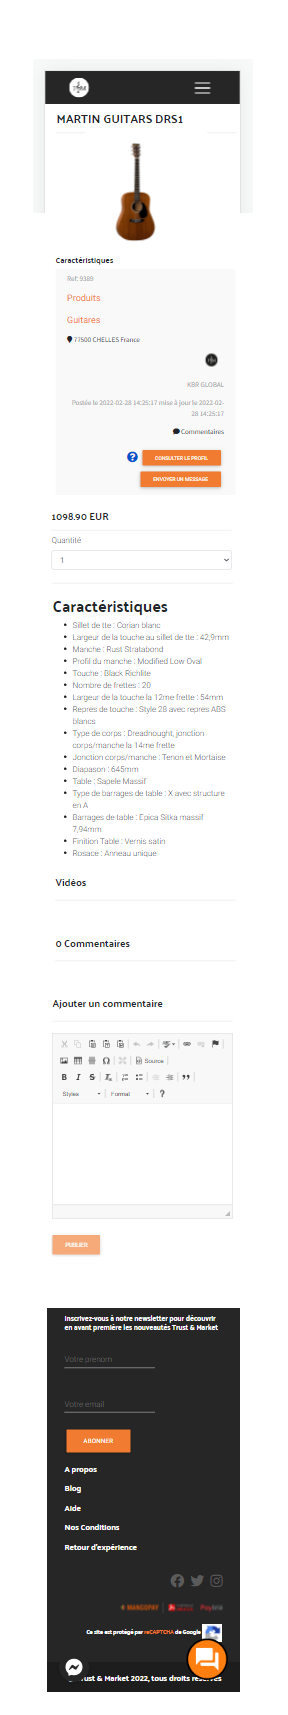 MARTIN GUITARS DRS1
Caractéristiques
Ref: 9389
Produits
Guitares
77500 CHELLES France
KBR GLOBAL
Postée le 2022-02-28 14:25:17 mise à jour le 2022-02-
28 14:25:17
Commentaires
CONSULTER LE PROFIL
ENVOYER UN MESSAGE
1098.90 EUR
Quantité
1
Caractéristiques
Sillet de tte : Corian blanc
Largeur de la touche au sillet de tte : 42,9mm
Manche : Rust Stratabond
Profil du manche : Modified Low Oval
Touche : Black Richlite
Nombre de frettes : 20
Largeur de la touche la 12me frette : 54mm
Repres de touche : Style 28 avec repres ABS
blancs
Type de corps : Dreadnought, jonction
corps/manche la 14me frette
Jonction corps/manche : Tenon et Mortaise
Diapason : 645mm
Table : Sapele Massif
Type de barrages de table : X avec structure
en A
Barrages de table : Epica Sitka massif
7,94mm
Finition Table : Vernis satin
Rosace : Anneau unique
Vidéos
0 Commentaires
Ajouter un commentaire
Source
B I S
Styles Format ?
PUBLIER
Inscrivez-vous à notre newsletter pour découvrir
en avant première les nouveautés Trust & Market
Votre prenom
Votre email
ABONNER
A propos
Blog
Aide
Nos Conditions
Retour d'expérience
MANGOPAY
Ce site est protégé par reCAPTCHA de Google
Trust & Market 2022, tous droits réservés